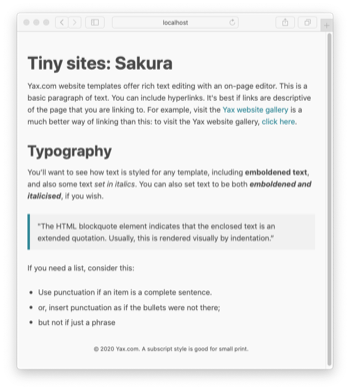 localhost
Tiny sites: Sakura
Yax.com website templates offer rich text editing with an on-page editor. This is a
basic paragraph of text. You can include hyperlinks. It's best if links are descriptive
of the page that you are linking to. For example, visit the Yax website gallery is a
much better way of linking than this: to visit the Yax website gallery, click here.
Typography
You'll want to see how text is styled for any template, including emboldened text,
and also some text set in italics. You can also set text to be both emboldened and
italicised, if you wish.
"The HTML blockquote element indicates that the enclosed text is an
extended quotation. Usually, this is rendered visually by indentation."
If you need a list, consider this:
• Use punctuation if an item is a complete sentence.
• or, insert punctuation as if the bullets were not there;
• but not if just a phrase
© 2020 Yax.com. A subscript style is good for small print.